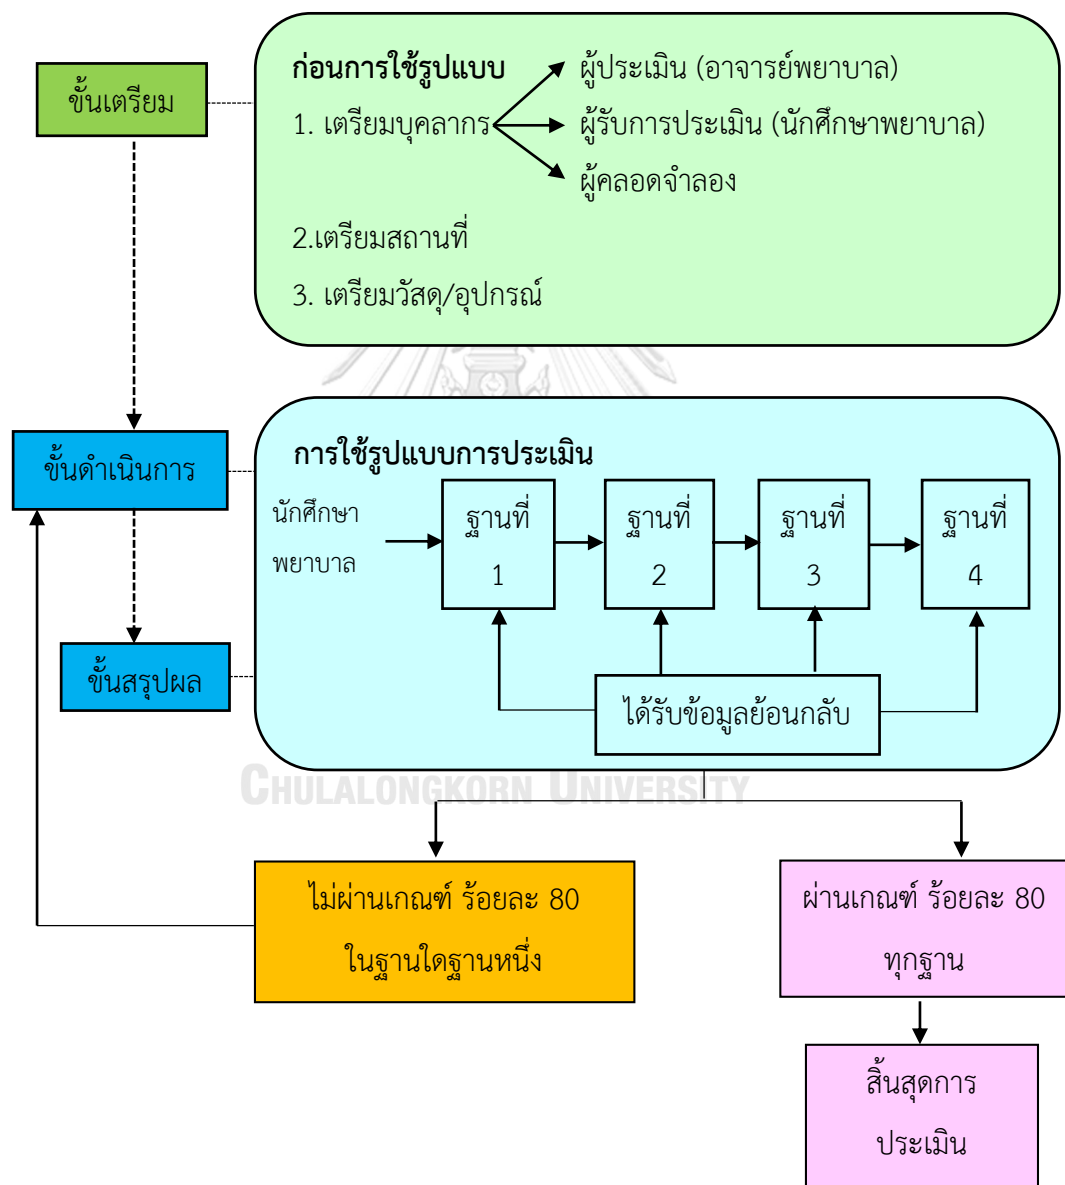 ขั้นเตรียม
ก่อนการใช้รูปแบบ
1. เตรียมบุคลากร
ผู้ประเมิน (อาจารย์พยาบาล)
ผู้รับการประเมิน (นักศึกษาพยาบาล)
ผู้คลอดจำลอง
2.เตรียมสถานที่
3. เตรียมวัสดุ/อุปกรณ์
ขั้นดำเนินการ
การใช้รูปแบบการประเมิน
นักศึกษา
พยาบาล
ฐานที่
1
ฐานที่
2
ฐานที่
3
ฐานที่
4
ขั้นสรุปผล
ได้รับข้อมูลย้อนกลับ
CHULALONGKORN UNIVERSITY
ไม่ผ่านเกณฑ์ ร้อยละ 80
ในฐานใดฐานหนึ่ง
ผ่านเกณฑ์ ร้อยละ 80
ทุกฐาน
สิ้นสุดการ
ประเมิน